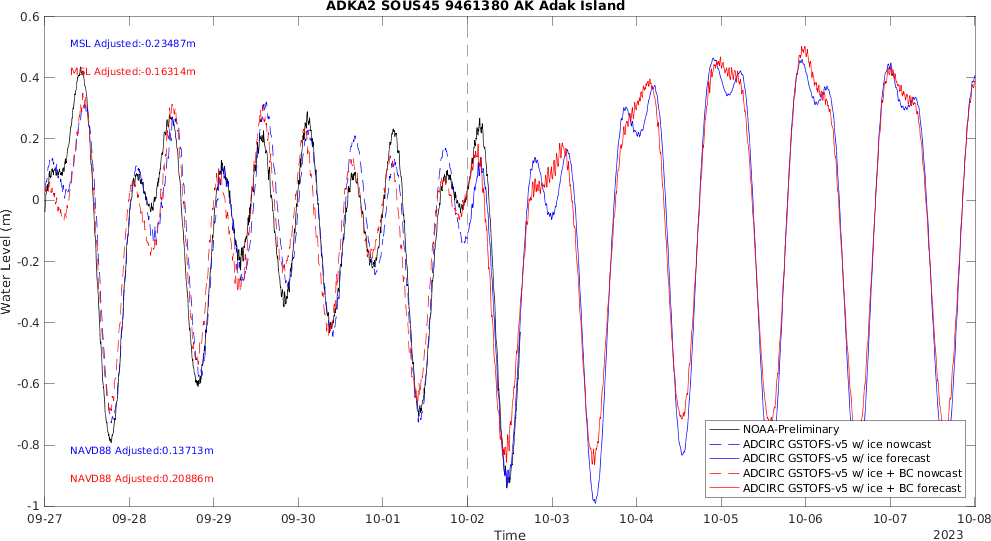 ADKA2 SOUS45 9461380 AK Adak Island
0.6
0.4
0.2
0
-0.2
-0.4
-0.6
-0.8
-1
Water Level (m)
MSL Adjusted:-0.23487m
MSL Adjusted:-0.16314m
NAVD88 Adjusted:0.13713m
NAVD88 Adjusted:0.20886m
NOAA-Preliminary
ADCIRC GSTOFS-v5 w/ ice nowcast
ADCIRC GSTOFS-v5 w/ ice forecast
ADCIRC GSTOFS-v5 w/ ice + BC nowcast
ADCIRC GSTOFS-v5 w/ ice + BC forecast
09-27 09-28 09-29 09-30 10-01 10-02 10-03 10-04 10-05 10-06 10-07 10-08
Time
2023